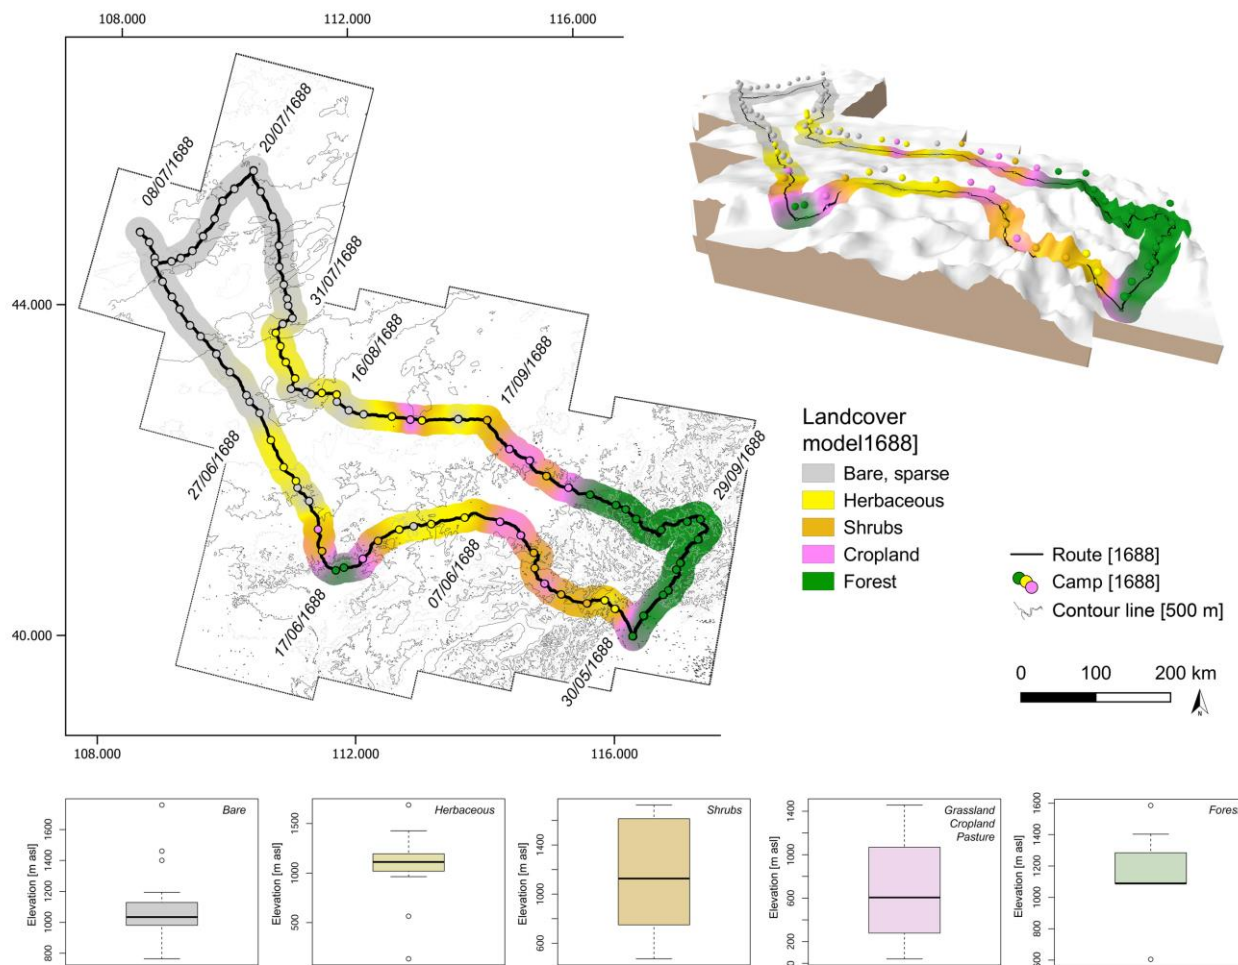 108.000 112.000 116.000
20/07/1688
08/07/1688
31/07/1688
44.000
16/08/1688
17/09/1688
27/06/1688
29/09/1688
07/06/1688
17/06/1688
30/05/1688
40.000
108.000 112.000 116.000
Landcover
model1688]
Bare, sparse
Herbaceous
Shrubs
Cropland
Forest
Route [1688]
Camp [1688]
Contour line [500 m]
0 100 200 km
N
Bare
Elevation [m asl]
800 1000 1200 1400 1600
Herbaceous
Elevation [m asl]
500 1000 1500
Shrubs
Elevation [m asl]
600 1000 1400
Grassland
Cropland
Pasture
Elevation [m asl]
0 200 600 1000 1400
Fores
Elevation [m asl]
600 800 1000 1200 1400 1600